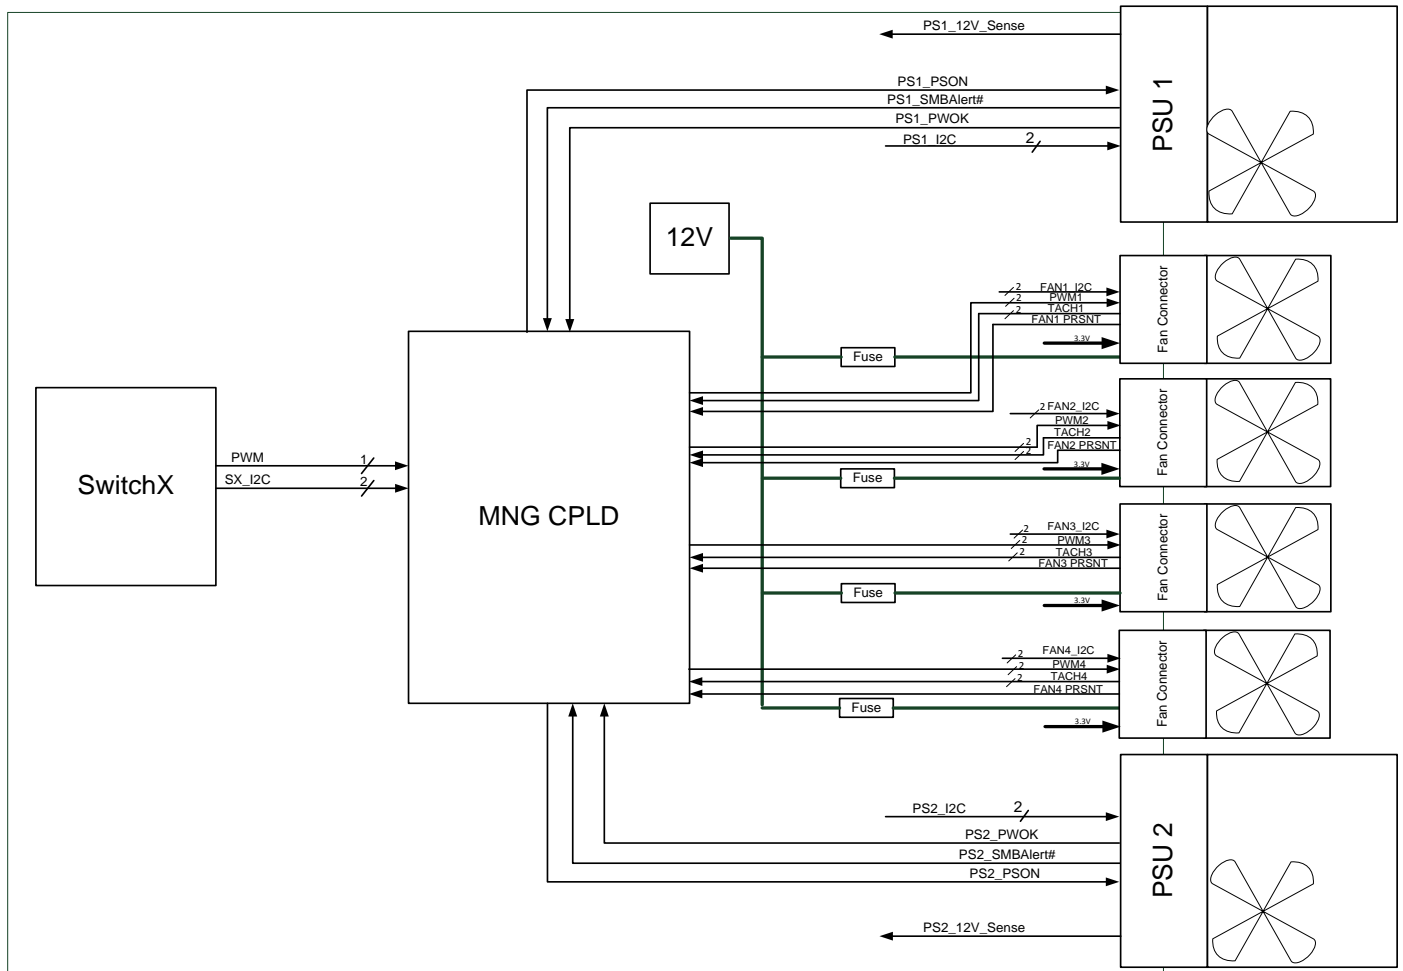 PS1_12V_Sense
PS1_PSON
PS1_SMBAlert#
PS1_PWOK
PS1_I2C 2
PSU 1
12V
2 FAN1_I2C
2 PWM1
2 TACH1
FAN1 PRSNT
3.3V
Fuse
Fan Connector
2 FAN2_I2C
PWM2
2 TACH2
2 FAN2 PRSNT
3.3V
Fuse
Fan Connector
SwitchX
PWM 1
SX_I2C 2
MNG CPLD
2 FAN3_I2C
2 PWM3
2 TACH3
FAN3 PRSNT
3.3V
Fuse
Fan Connector
2 FAN4_I2C
2 PWM4
2 TACH4
FAN4 PRSNT
3.3V
Fuse
Fan Connector
PS2_I2C 2
PS2_PWOK
PS2_SMBAlert#
PS2_PSON
PS2_12V_Sense
PSU 2